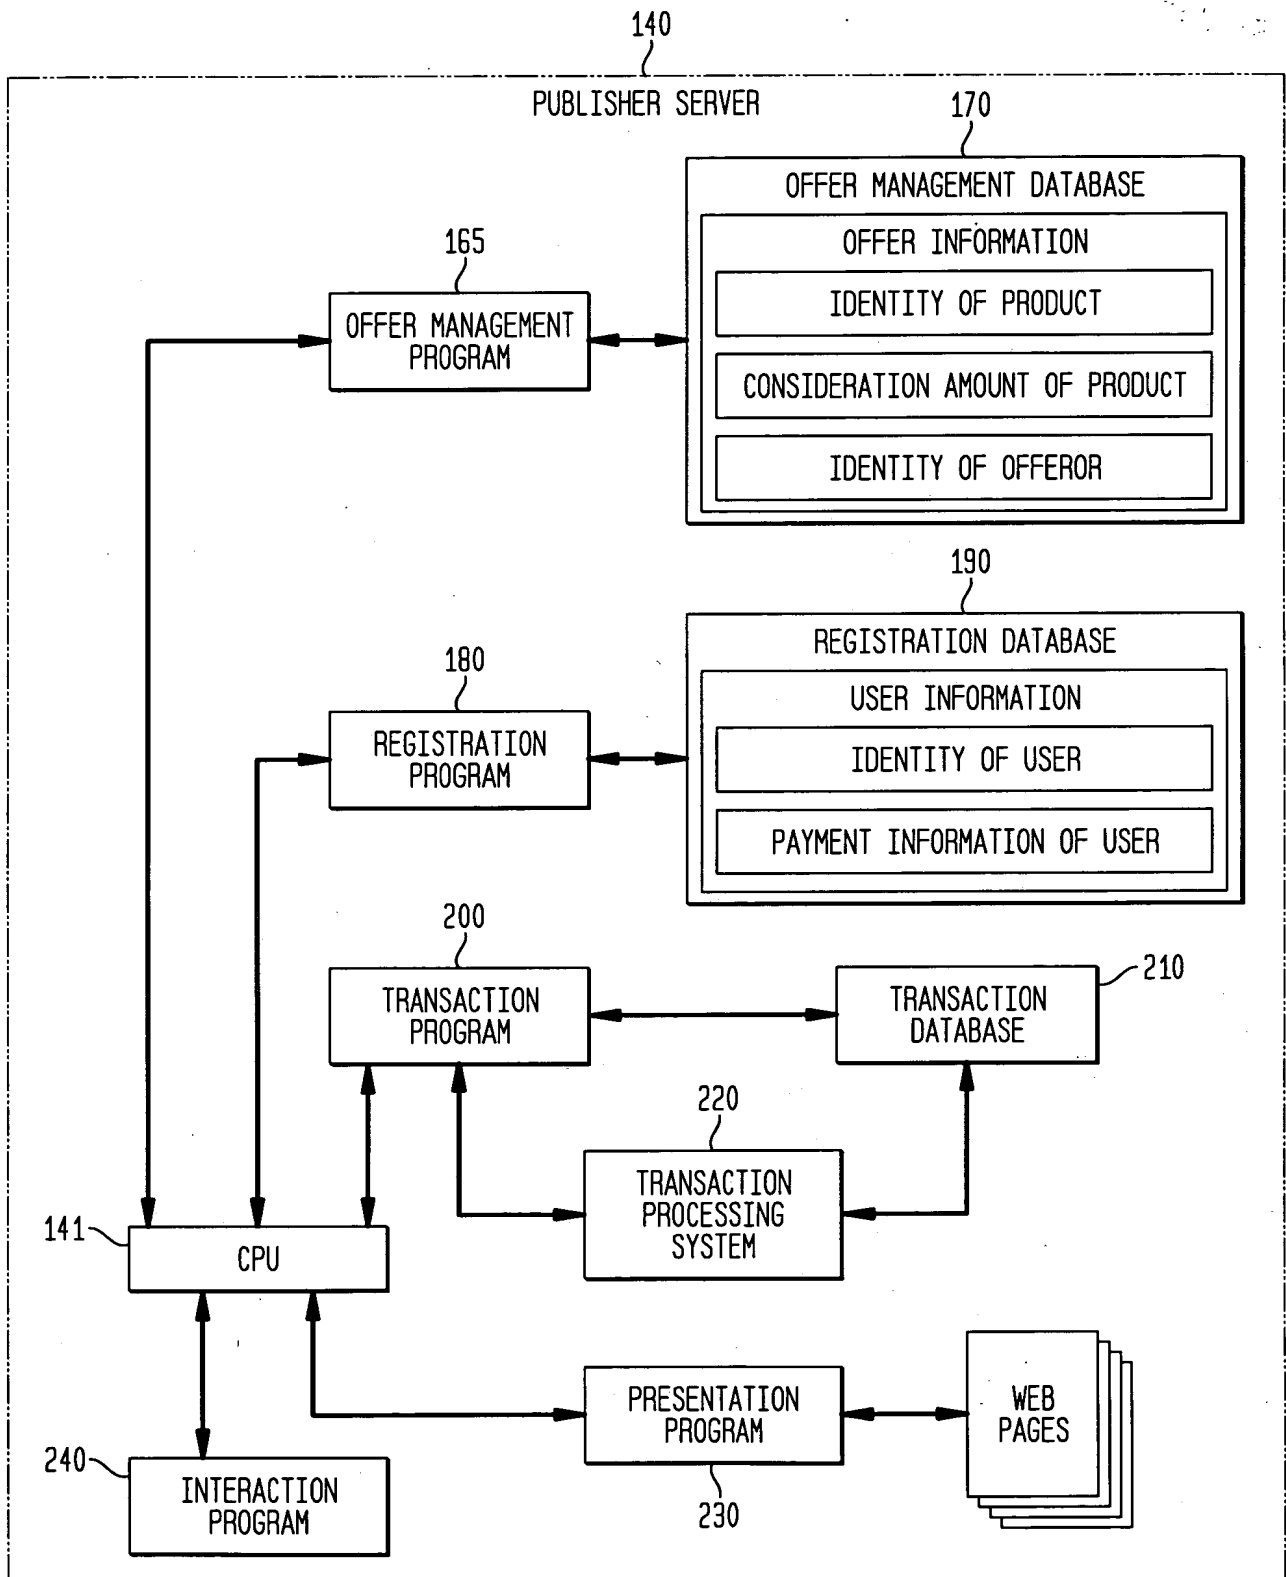 140
PUBLISHER SERVER
170
OFFER MANAGEMENT DATABASE
OFFER INFORMATION
IDENTITY OF PRODUCT
CONSIDERATION AMOUNT OF PRODUCT
IDENTITY OF OFFEROR
165
OFFER MANAGEMENT
PROGRAM
190
REGISTRATION DATABASE
USER INFORMATION
IDENTITY OF USER
PAYMENT INFORMATION OF USER
180
REGISTRATION
PROGRAM
200
TRANSACTION
PROGRAM
210
TRANSACTION
DATABASE
220
TRANSACTION
PROCESSING
SYSTEM
141
CPU
PRESENTATION
PROGRAM
230
WEB
PAGES
240
INTERACTION
PROGRAM